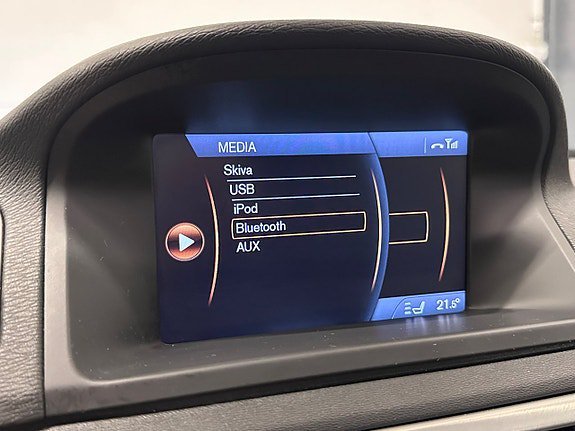 MEDIA
Skiva
USB
iPod
Bluetooth
AUX
21.5°